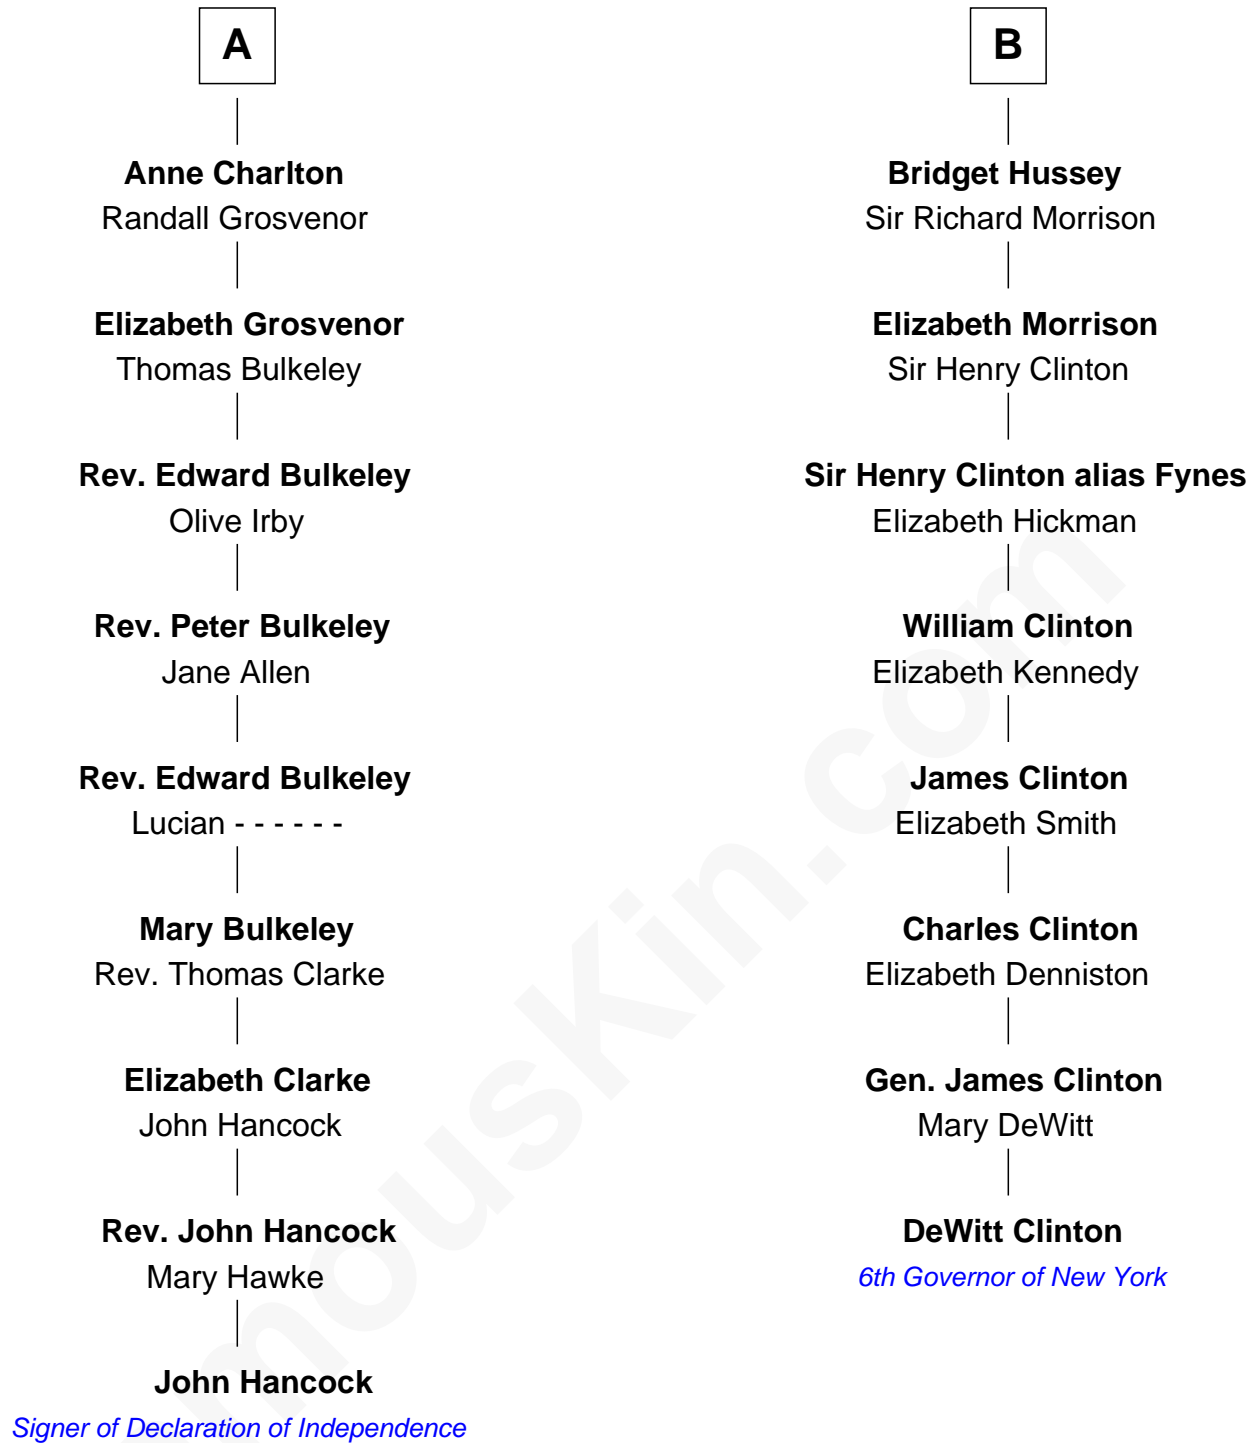 A
Anne Charlton
Randall Grosvenor
Elizabeth Grosvenor
Thomas Bulkeley
Rev. Edward Bulkeley
Olive Irby
Rev. Peter Bulkeley
Jane Allen
Rev. Edward Bulkeley
Lucian - - - - - -
Mary Bulkeley
Rev. Thomas Clarke
Elizabeth Clarke
John Hancock
Rev. John Hancock
Mary Hawke
John Hancock
Signer of Declaration of Independence
B
Bridget Hussey
Sir Richard Morrison
Elizabeth Morrison
Sir Henry Clinton
Sir Henry Clinton alias Fynes
Elizabeth Hickman
William Clinton
Elizabeth Kennedy
James Clinton
Elizabeth Smith
Charles Clinton
Elizabeth Denniston
Gen. James Clinton
Mary DeWitt
DeWitt Clinton
6th Governor of New York
mousKin.com